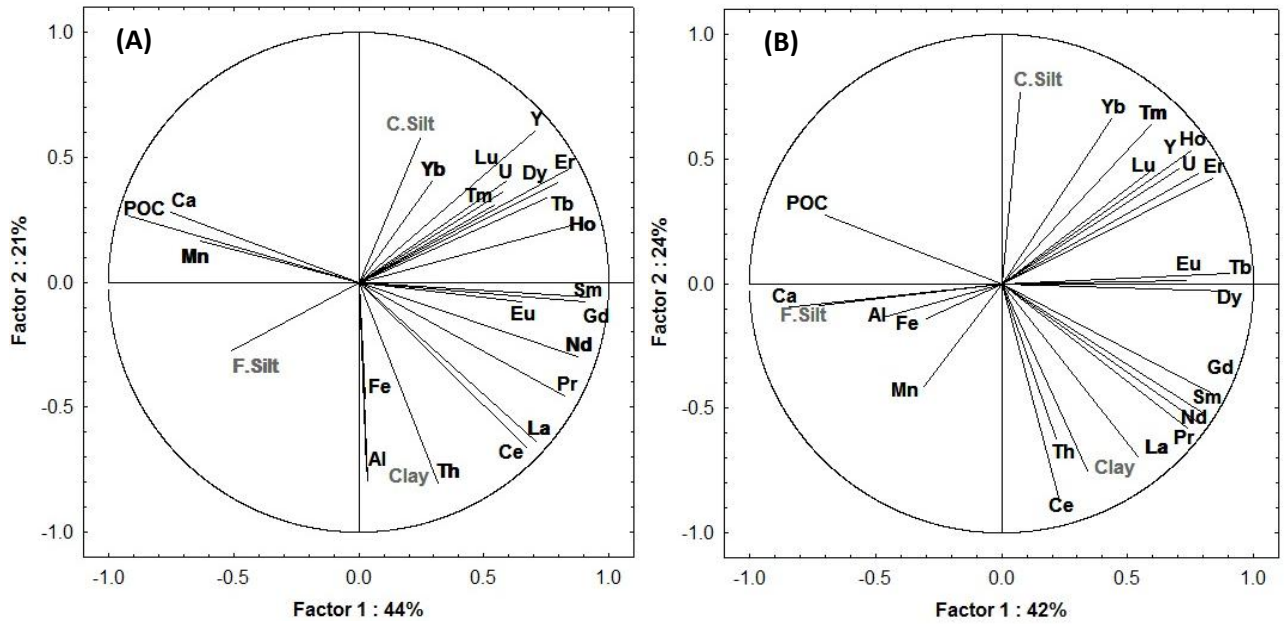 (A)
1.0
0.5
0.0
-0.5
-1.0
Factor 2 : 21%
C.Silt
Y
Yb
Lu
U
Er
Dy
Tm
Tb
Ho
POC
Ca
Mn
Sm
Eu
Gd
Nd
F.Silt
Fe
Pr
La
Ce
Al
Clay
Th
-1.0 -0.5 0.0 0.5 1.0
Factor 1 : 44%
(B)
1.0
0.5
0.0
-0.5
-1.0
Factor 2 : 24%
C.Silt
Yb
Tm
Ho
Y
Lu
U
Er
POC
Eu
Tb
Ca
F.Silt
Al
Fe
Dy
Mn
Gd
Sm
Nd
Pr
Th
La
Clay
Ce
-1.0 -0.5 0.0 0.5 1.0
Factor 1 : 42%